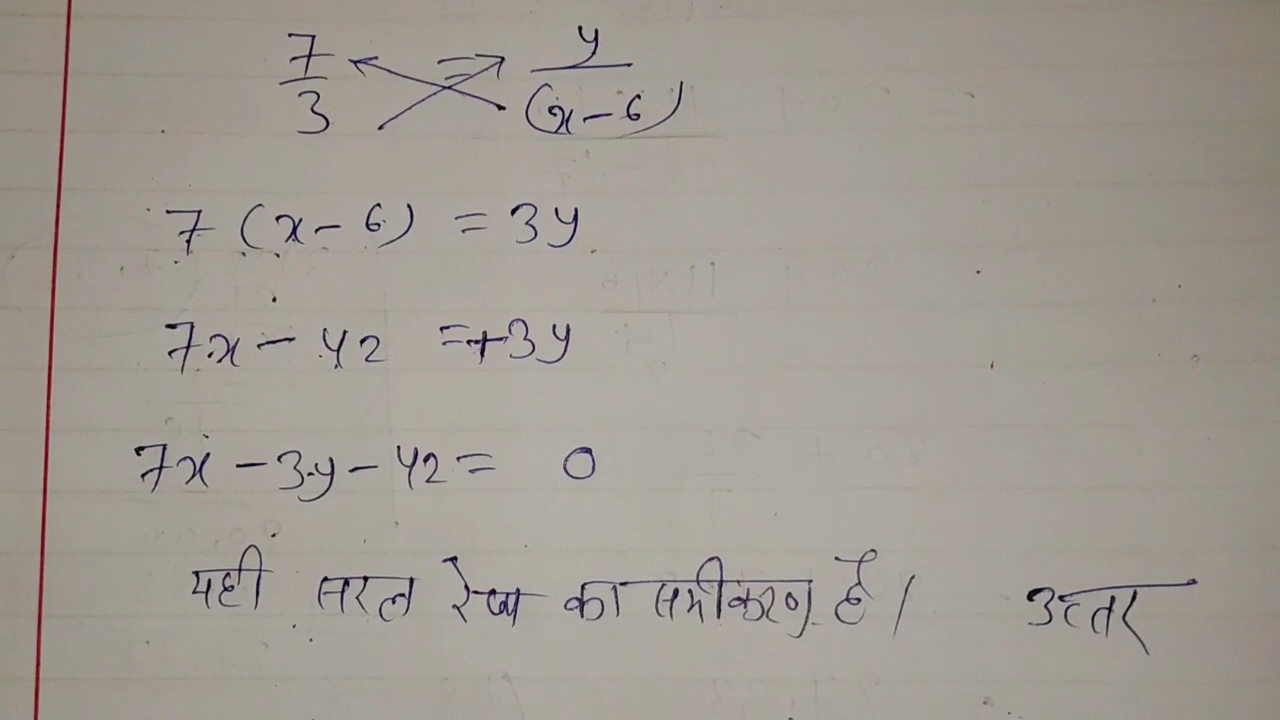 7/3 = y/(x-6)
7 (x-6) = 3y
7x - 42 = +3y
7x - 3y - 42 = 0
यही सरल रेखा का समीकरण है। उत्तर